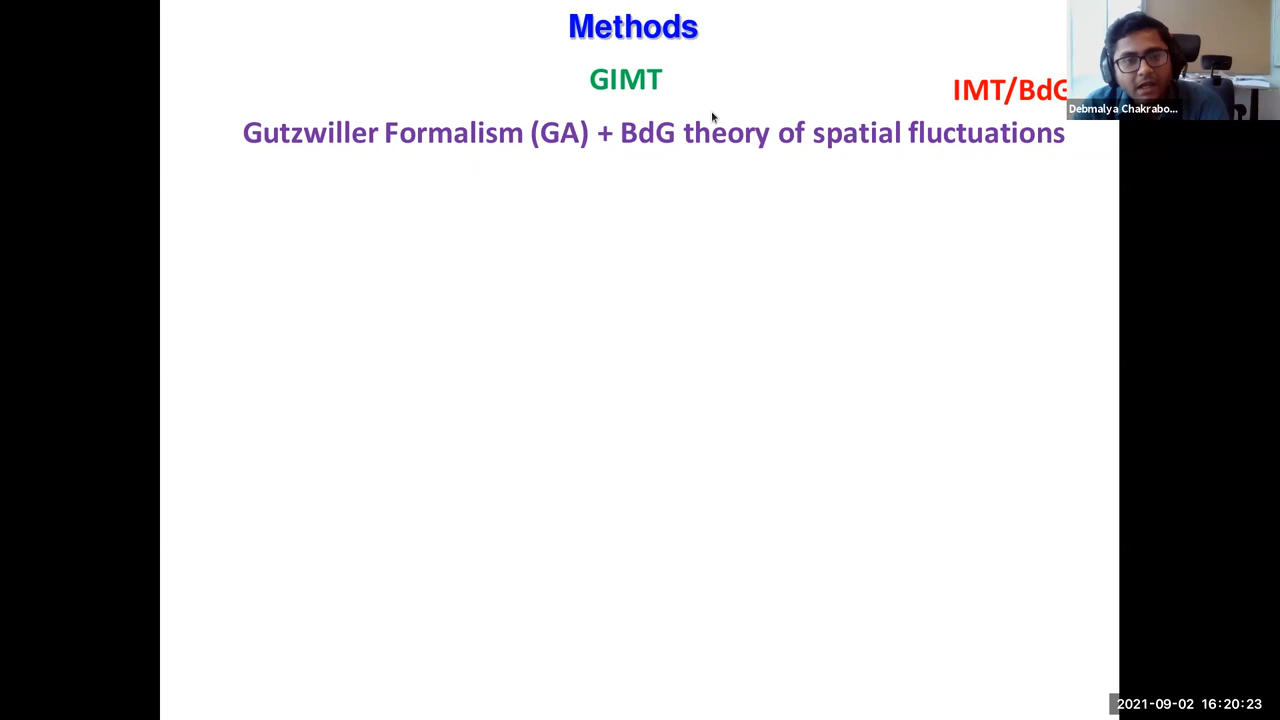 Methods
GIMT
IMT/BdG
Debmalya Chakrabo...
Gutzwiller Formalism (GA) + BdG theory of spatial fluctuations
2021-09-02 16:20:23